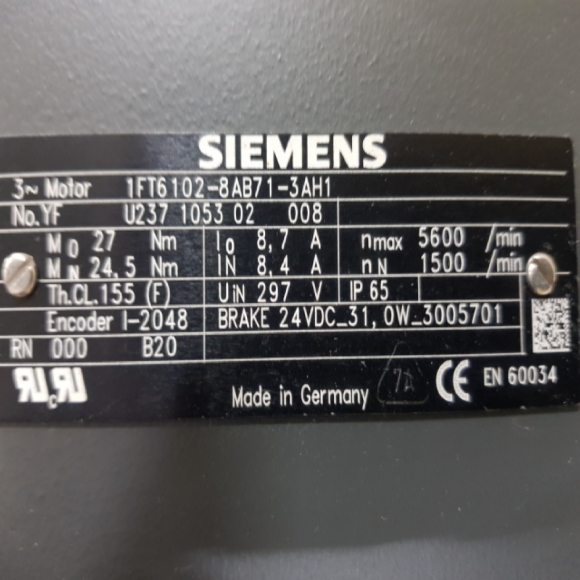 SIEMENS
3~ Motor 1FT6102-8AB71-3AH1
No.YF U237 1053 02 008
M0 27 Nm I0 8,7 A nmax 5600 /min
MN 24,5 Nm IN 8,4 A nN 1500 /min
Th.CL.155 (F) UiN 297 V IP 65
Encoder I-2048 BRAKE 24VDC_31,0W_3005701
RN 000 B20
Made in Germany 7A CE EN 60034